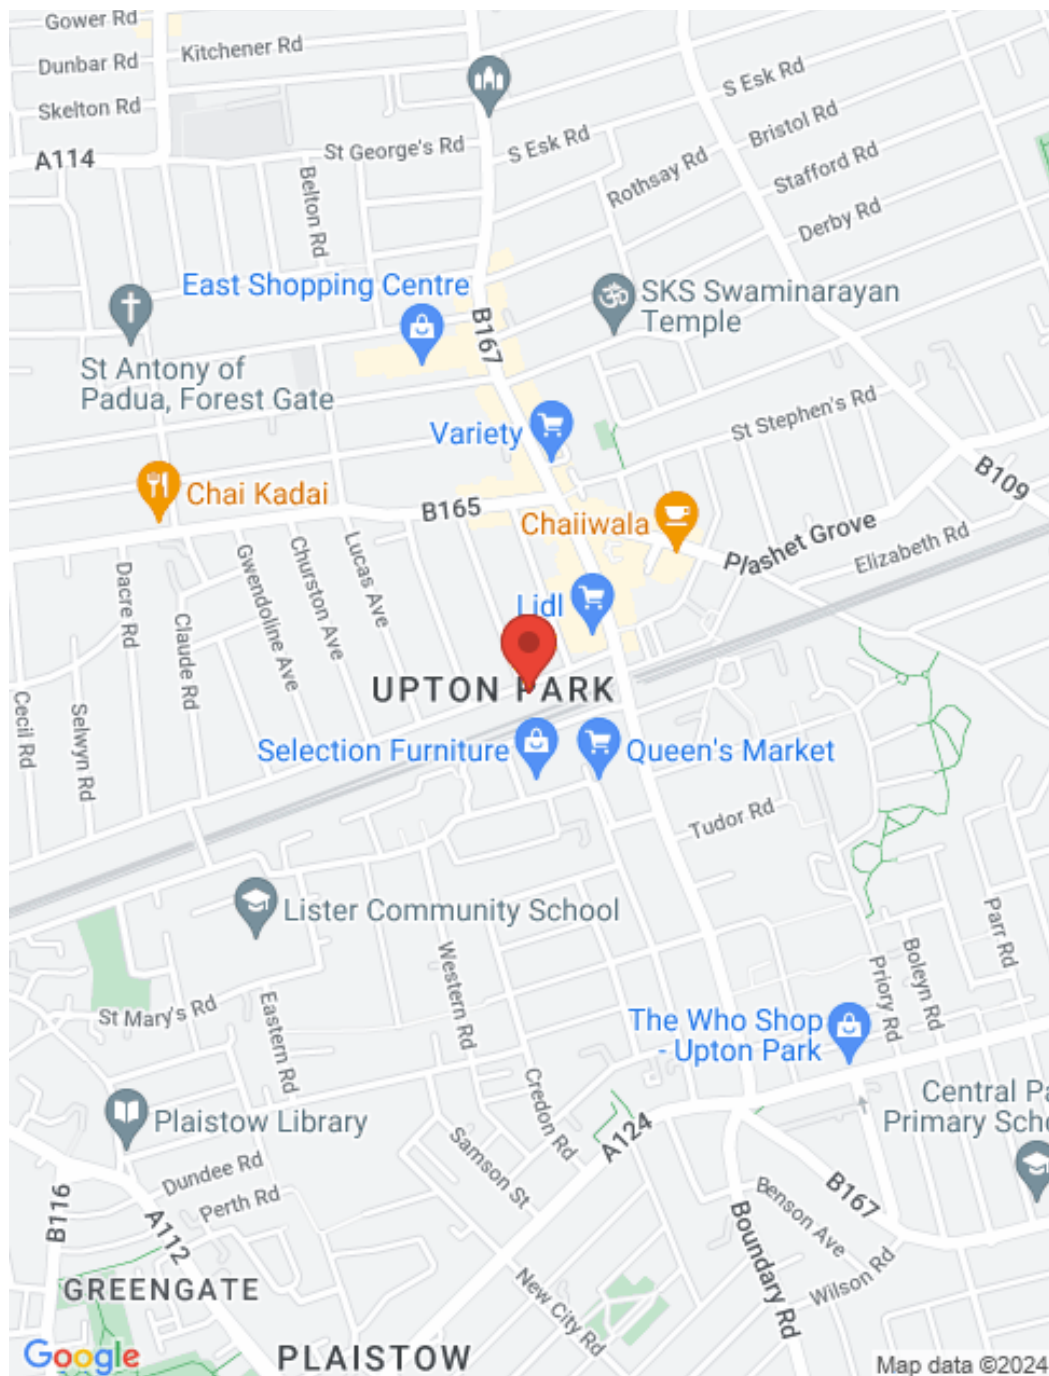 Gower Rd
Dunbar Rd
Kitchener Rd
Skelton Rd
S Esk Rd
Bristol Rd
A114
St George's Rd
S Esk Rd
Belton Rd
Rothsay Rd
Stafford Rd
Derby Rd
East Shopping Centre
SKS Swaminarayan
Temple
B167
St Antony of
Padua, Forest Gate
Variety
St Stephen's Rd
B109
Chai Kadai
B165
Chaiiwala
Plashet Grove
Elizabeth Rd
Dacre Rd
Claude Rd
Gwendoline Ave
Churston Ave
Lucas Ave
Lidl
UPTON PARK
Cecil Rd
Selwyn Rd
Selection Furniture
Queen's Market
Tudor Rd
Lister Community School
Western Rd
Priory Rd
Boleyn Rd
Parr Rd
St Mary's Rd
Eastern Rd
The Who Shop
- Upton Park
Plaistow Library
Credon Rd
Samson St
A124
Central Pa
Primary Scho
Dundee Rd
Perth Rd
B116
A112
Benson Ave
B167
Boundary Rd
Wilson Rd
GREENGATE
New City Rd
PLAISTOW
Google
Map data ©2024